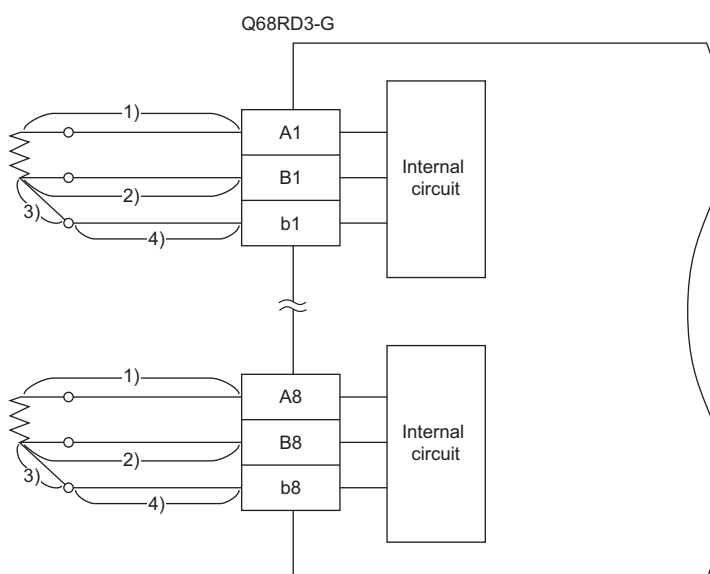 Q68RD3-G
1)
A1
2)
B1
3)
4)
b1
Internal
circuit
1)
A8
2)
B8
3)
4)
b8
Internal
circuit